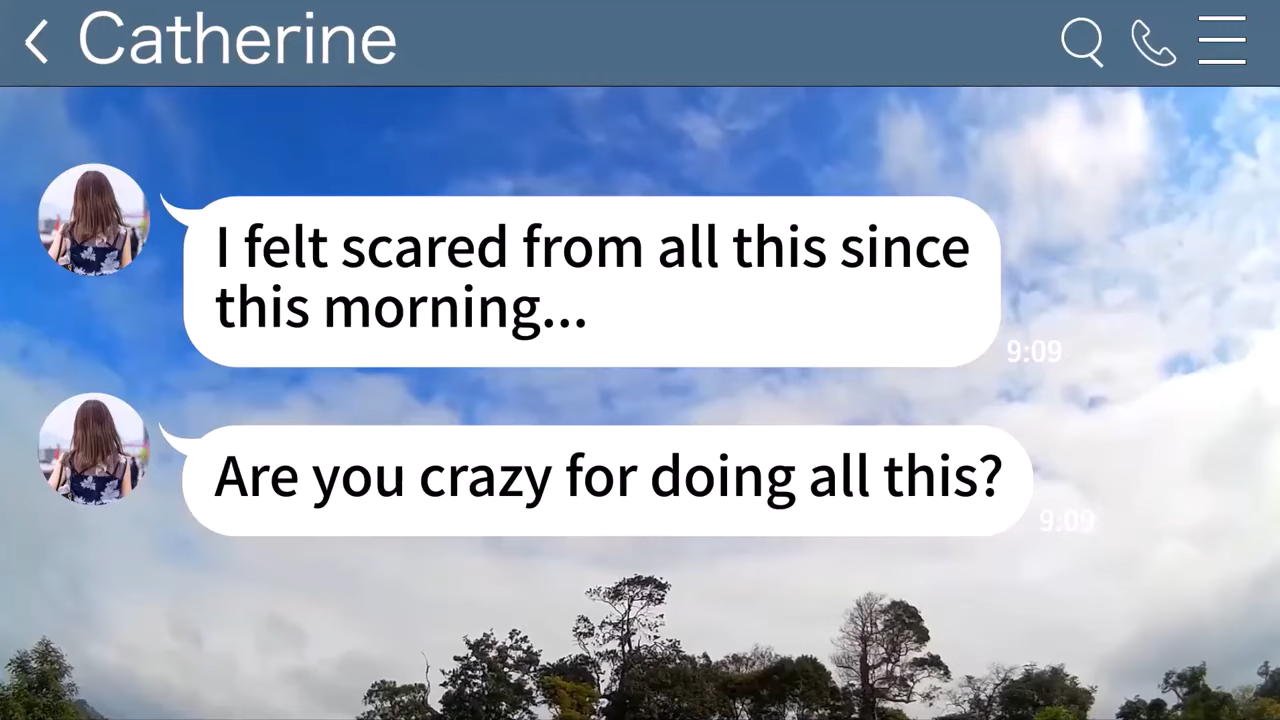 Catherine
I felt scared from all this since
this morning...
9:09
Are you crazy for doing all this?
9:09